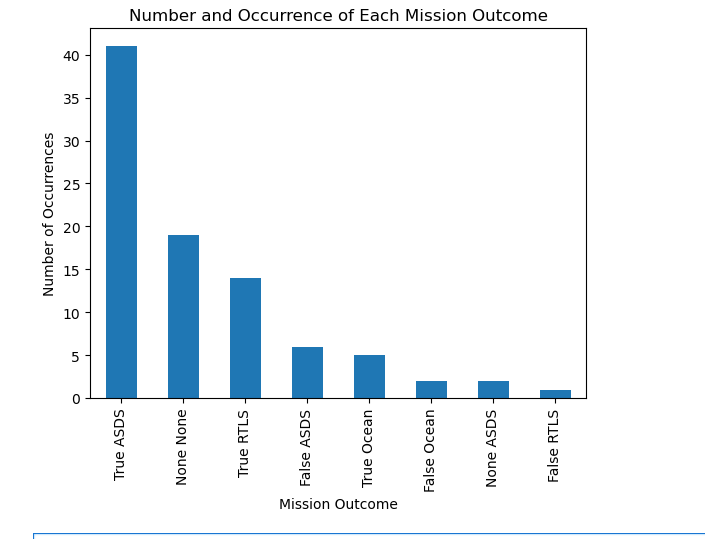 Number and Occurrence of Each Mission Outcome
40
35
30
25
20
15
10
5
0
Number of Occurrences
True ASDS
None None
True RTLS
False ASDS
True Ocean
False Ocean
None ASDS
False RTLS
Mission Outcome